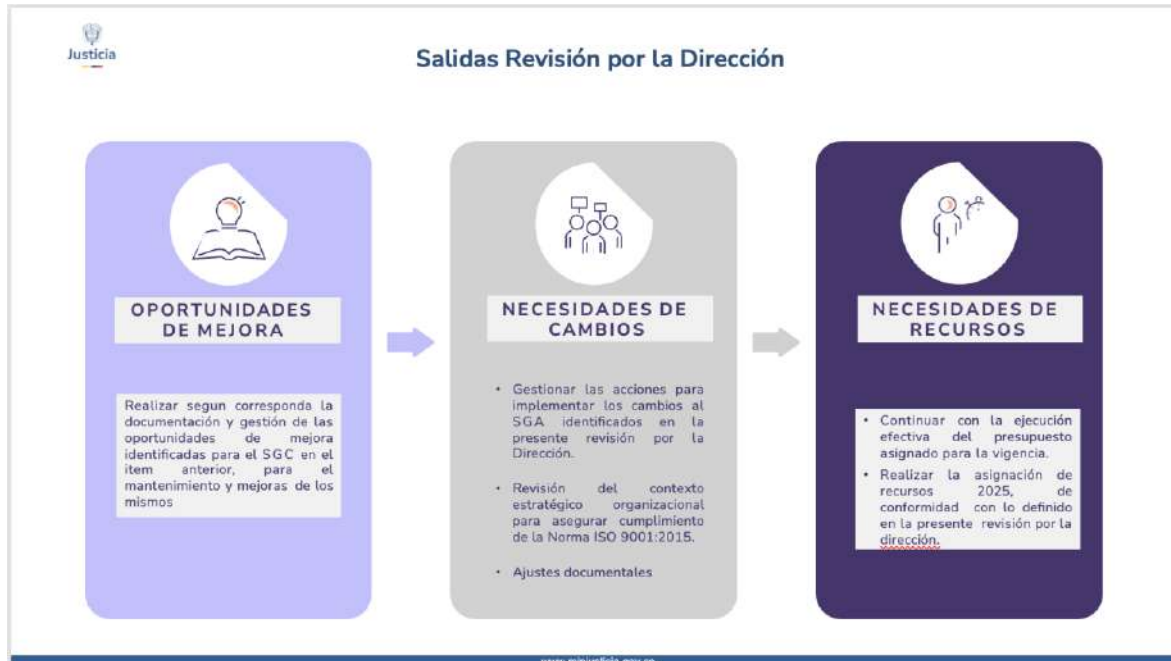 Justicia
Salidas Revisión por la Dirección
OPORTUNIDADES
DE MEJORA
Realizar segun corresponda la
documentación y gestión de las
oportunidades de mejora
identificadas para el SGC en el
item anterior, para el
mantenimiento y mejoras de los
mismos
NECESIDADES DE
CAMBIOS
• Gestionar las acciones para
implementar los cambios al
SGA identificados en la
presente revisión por la
Dirección.
• Revisión del contexto
estratégico organizacional
para asegurar cumplimiento
de la Norma ISO 9001:2015.
• Ajustes documentales
NECESIDADES DE
RECURSOS
• Continuar con la ejecución
efectiva del presupuesto
asignado para la vigencia.
• Realizar la asignación de
recursos 2025, de
conformidad con lo definido
en la presente revisión por la
dirección.
www.minjusticia.gov.co